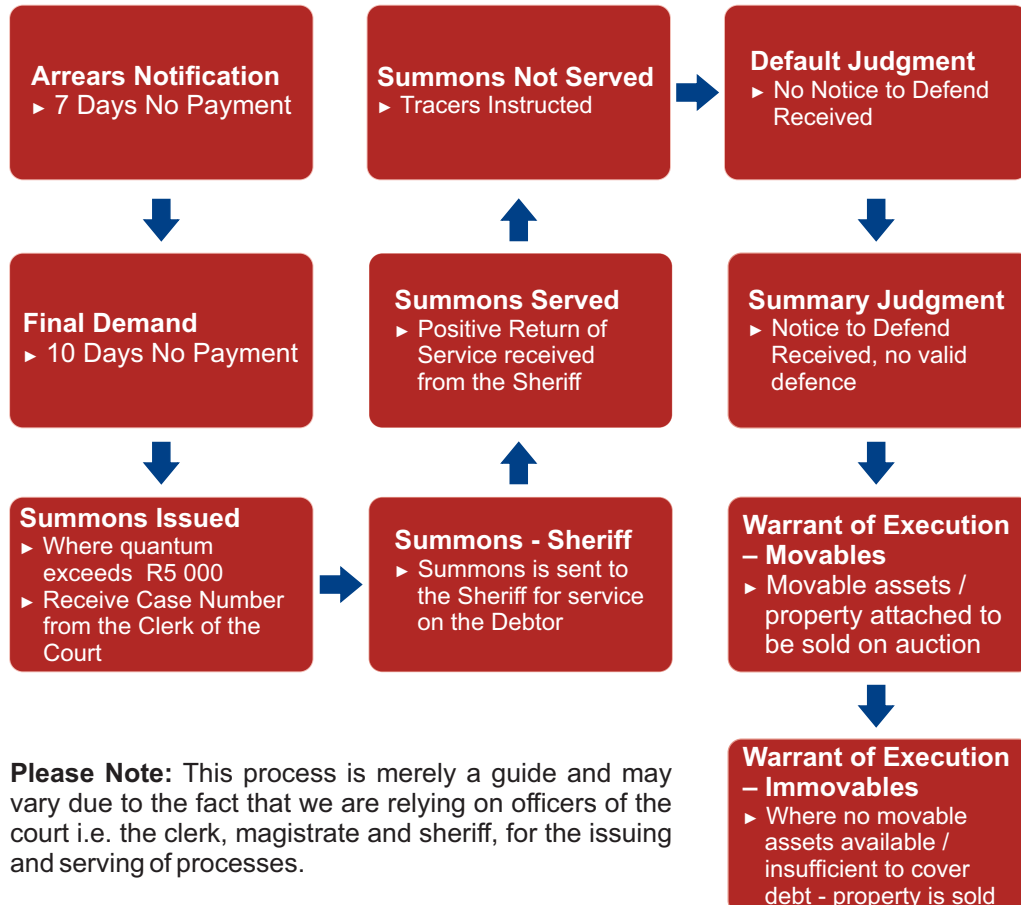 Arrears Notification
► 7 Days No Payment
Final Demand
► 10 Days No Payment
Summons Issued
► Where quantum
exceeds R5 000
► Receive Case Number
from the Clerk of the
Court
Summons - Sheriff
► Summons is sent to
the Sheriff for service
on the Debtor
Summons Served
► Positive Return of
Service received
from the Sheriff
Summons Not Served
► Tracers Instructed
Default Judgment
► No Notice to Defend
Received
Summary Judgment
► Notice to Defend
Received, no valid
defence
Warrant of Execution
– Movables
► Movable assets /
property attached to
be sold on auction
Warrant of Execution
– Immovables
► Where no movable
assets available /
insufficient to cover
debt - property is sold
Please Note: This process is merely a guide and may
vary due to the fact that we are relying on officers of the
court i.e. the clerk, magistrate and sheriff, for the issuing
and serving of processes.